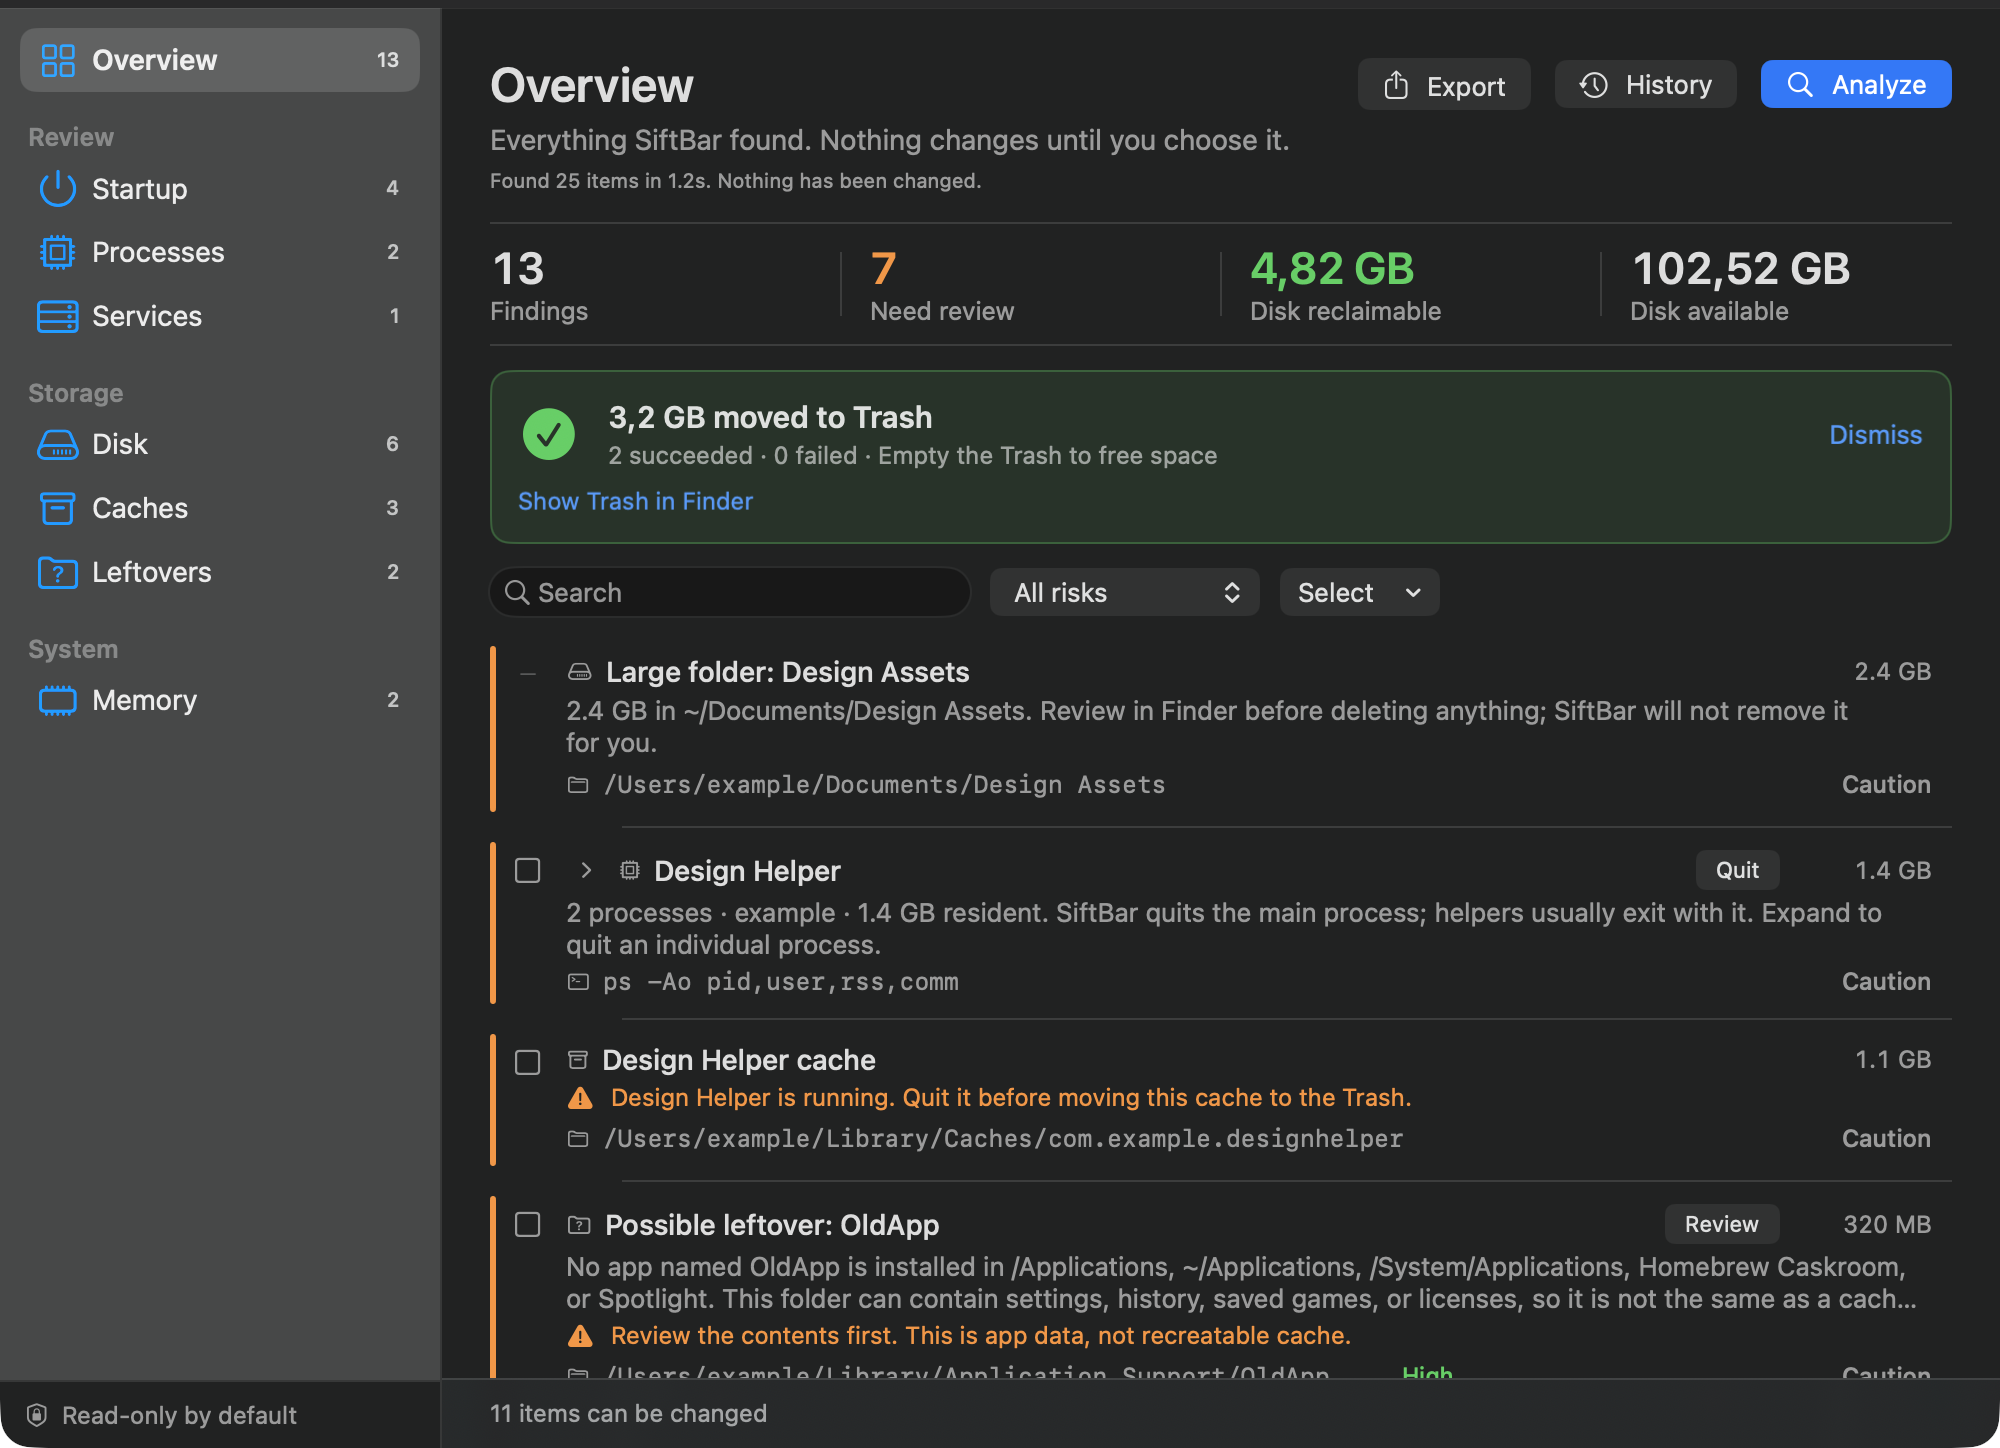 Overview 13
Review
Startup 4
Processes 2
Services 1
Storage
Disk 6
Caches 3
Leftovers 2
System
Memory 2
Read-only by default
Overview
Export
History
Analyze
Everything SiftBar found. Nothing changes until you choose it.
Found 25 items in 1.2s. Nothing has been changed.
13
Findings
7
Need review
4,82 GB
Disk reclaimable
102,52 GB
Disk available
3,2 GB moved to Trash
2 succeeded · 0 failed · Empty the Trash to free space
Dismiss
Show Trash in Finder
Search
All risks
Select
Large folder: Design Assets 2.4 GB
2.4 GB in ~/Documents/Design Assets. Review in Finder before deleting anything; SiftBar will not remove it
for you.
/Users/example/Documents/Design Assets Caution
Design Helper Quit 1.4 GB
2 processes · example · 1.4 GB resident. SiftBar quits the main process; helpers usually exit with it. Expand to
quit an individual process.
ps -Ao pid,user,rss,comm Caution
Design Helper cache 1.1 GB
Design Helper is running. Quit it before moving this cache to the Trash.
/Users/example/Library/Caches/com.example.designhelper Caution
Possible leftover: OldApp Review 320 MB
No app named OldApp is installed in /Applications, ~/Applications, /System/Applications, Homebrew Caskroom,
or Spotlight. This folder can contain settings, history, saved games, or licenses, so it is not the same as a cach...
Review the contents first. This is app data, not recreatable cache.
/Users/example/Library/Application Support/OldApp High Caution
11 items can be changed